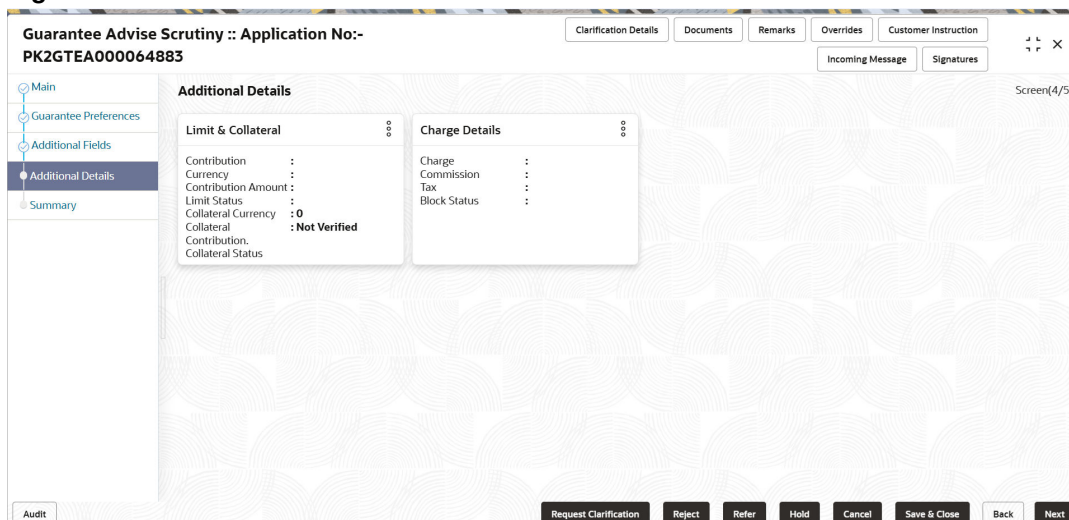 Guarantee Advise Scrutiny :: Application No:-
PK2GTEA000064883
Clarification Details
Documents
Remarks
Overrides
Customer Instruction
Incoming Message
Signatures
Main
Guarantee Preferences
Additional Fields
Additional Details
Summary
Additional Details
Screen(4/5
Limit & Collateral
Contribution :
Currency :
Contribution Amount :
Limit Status :
Collateral Currency : 0
Collateral : Not Verified
Contribution.
Collateral Status
Charge Details
Charge :
Commission :
Tax :
Block Status :
Audit
Request Clarification
Reject
Refer
Hold
Cancel
Save & Close
Back
Next